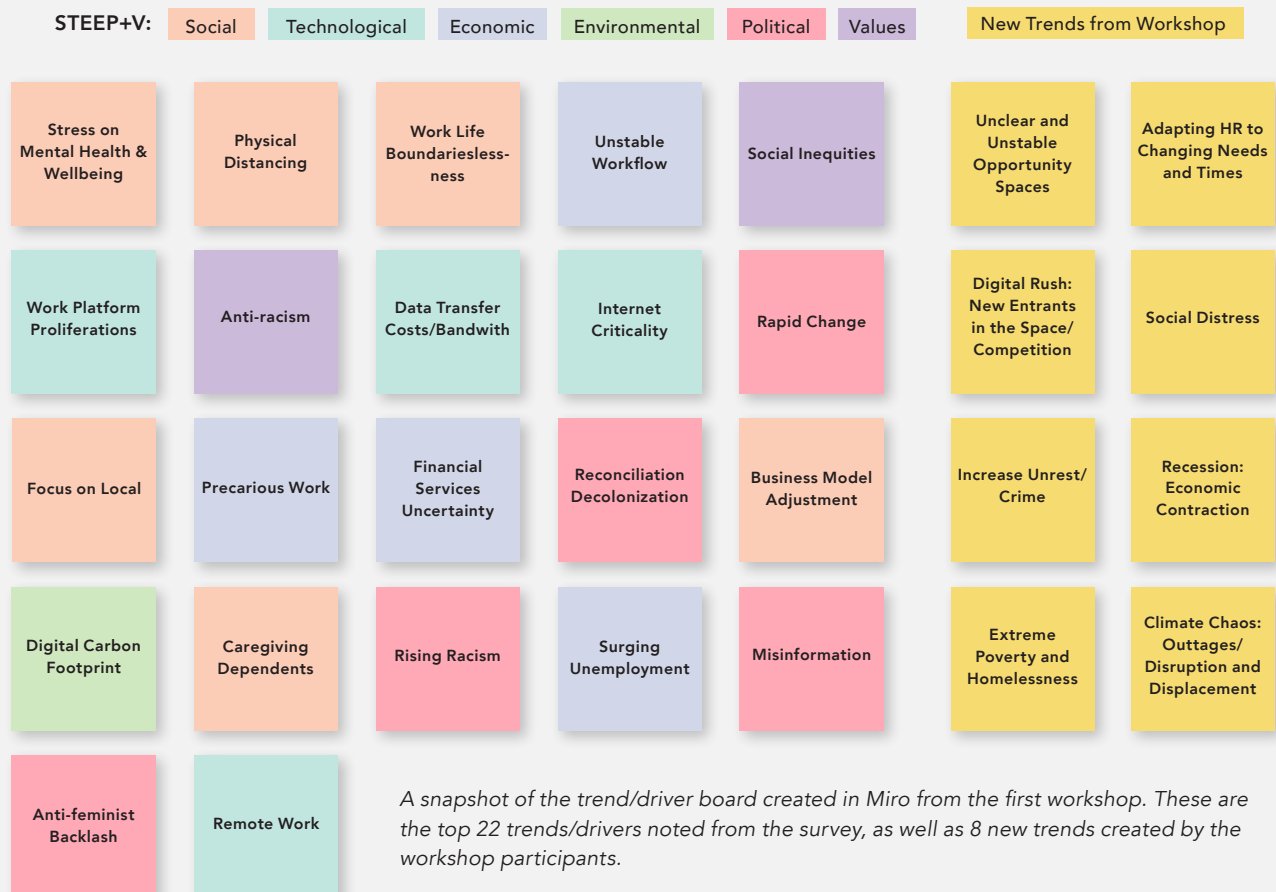 STEEP+V: Social Technological Economic Environmental Political Values New Trends from Workshop
Stress on
Mental Health &
Wellbeing
Physical
Distancing
Work Life
Boundariesless-
ness
Unstable
Workflow
Social Inequities
Unclear and
Unstable
Opportunity
Spaces
Adapting HR to
Changing Needs
and Times
Work Platform
Proliferations
Anti-racism
Data Transfer
Costs/Bandwith
Internet
Criticality
Rapid Change
Digital Rush:
New Entrants
in the Space/
Competition
Social Distress
Focus on Local
Precarious Work
Financial
Services
Uncertainty
Reconciliation
Decolonization
Business Model
Adjustment
Increase Unrest/
Crime
Recession:
Economic
Contraction
Digital Carbon
Footprint
Caregiving
Dependents
Rising Racism
Surging
Unemployment
Misinformation
Extreme
Poverty and
Homelessness
Climate Chaos:
Outtages/
Disruption and
Displacement
Anti-feminist
Backlash
Remote Work
A snapshot of the trend/driver board created in Miro from the first workshop. These are
the top 22 trends/drivers noted from the survey, as well as 8 new trends created by the
workshop participants.